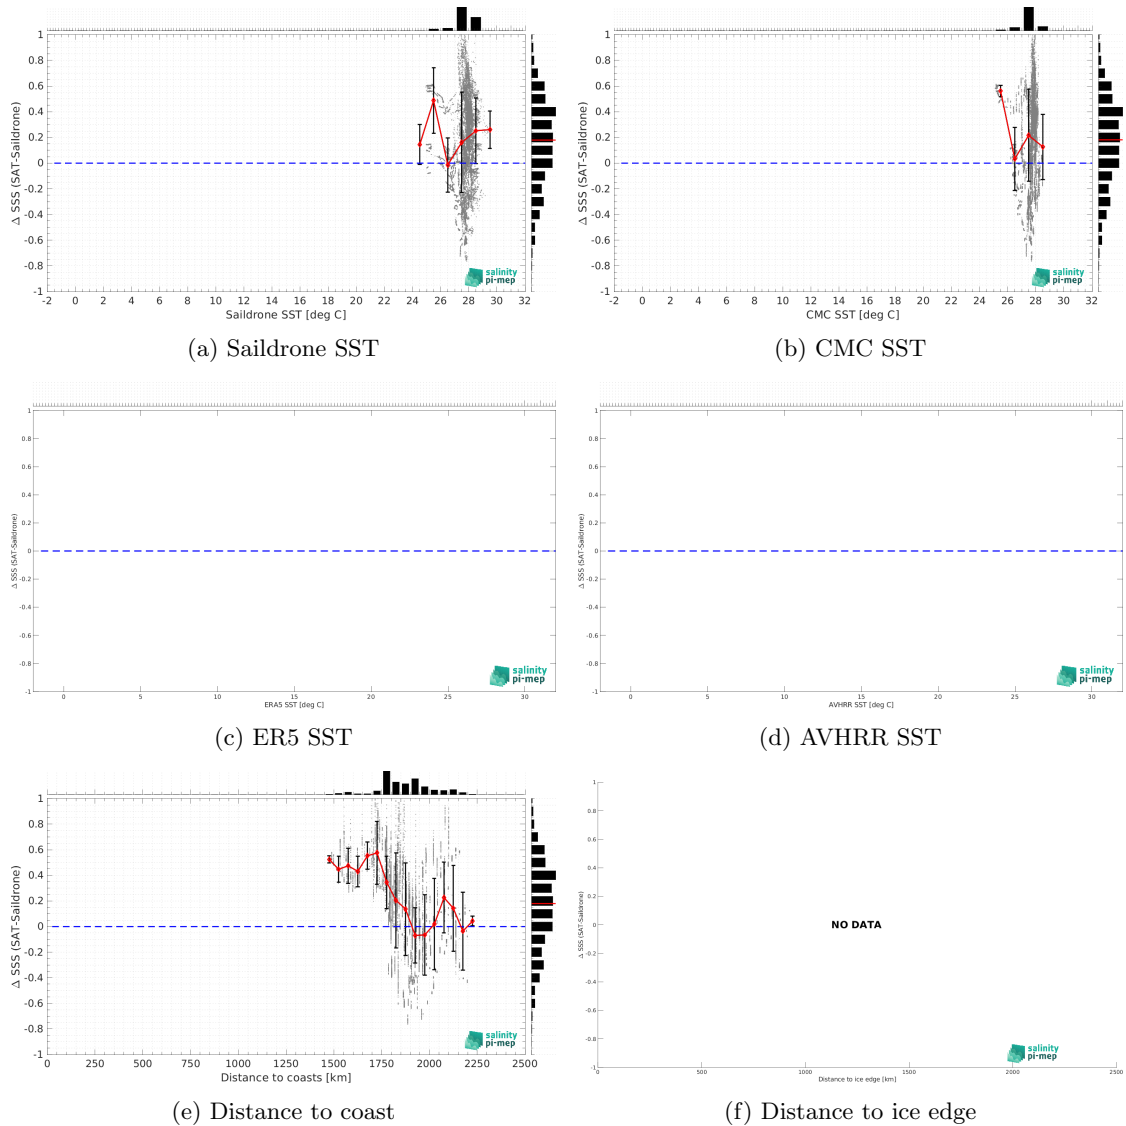 1
0.8
0.6
0.4
0.2
0
-0.2
-0.4
-0.6
-0.8
-1
Δ SSS (SAT-Saildrone)
salinity
pi-mep
-2 0 2 4 6 8 10 12 14 16 18 20 22 24 26 28 30 32
Saildrone SST [deg C]
(a) Saildrone SST
1
0.8
0.6
0.4
0.2
0
-0.2
-0.4
-0.6
-0.8
-1
Δ SSS (SAT-Saildrone)
salinity
pi-mep
-2 0 2 4 6 8 10 12 14 16 18 20 22 24 26 28 30 32
CMC SST [deg C]
(b) CMC SST
1
0.8
0.6
0.4
0.2
0
-0.2
-0.4
-0.6
-0.8
-1
Δ SSS (SAT-Saildrone)
salinity
pi-mep
0 5 10 15 20 25 30
ERA5 SST [deg C]
(c) ER5 SST
1
0.8
0.6
0.4
0.2
0
-0.2
-0.4
-0.6
-0.8
-1
Δ SSS (SAT-Saildrone)
salinity
pi-mep
0 5 10 15 20 25 30
AVHRR SST [deg C]
(d) AVHRR SST
1
0.8
0.6
0.4
0.2
0
-0.2
-0.4
-0.6
-0.8
-1
Δ SSS (SAT-Saildrone)
salinity
pi-mep
0 250 500 750 1000 1250 1500 1750 2000 2250 2500
Distance to coasts [km]
(e) Distance to coast
1
0.8
0.6
0.4
0.2
0
-0.2
-0.4
-0.6
-0.8
-1
Δ SSS (SAT-Saildrone)
NO DATA
salinity
pi-mep
0 500 1000 1500 2000 2500
Distance to ice edge [km]
(f) Distance to ice edge